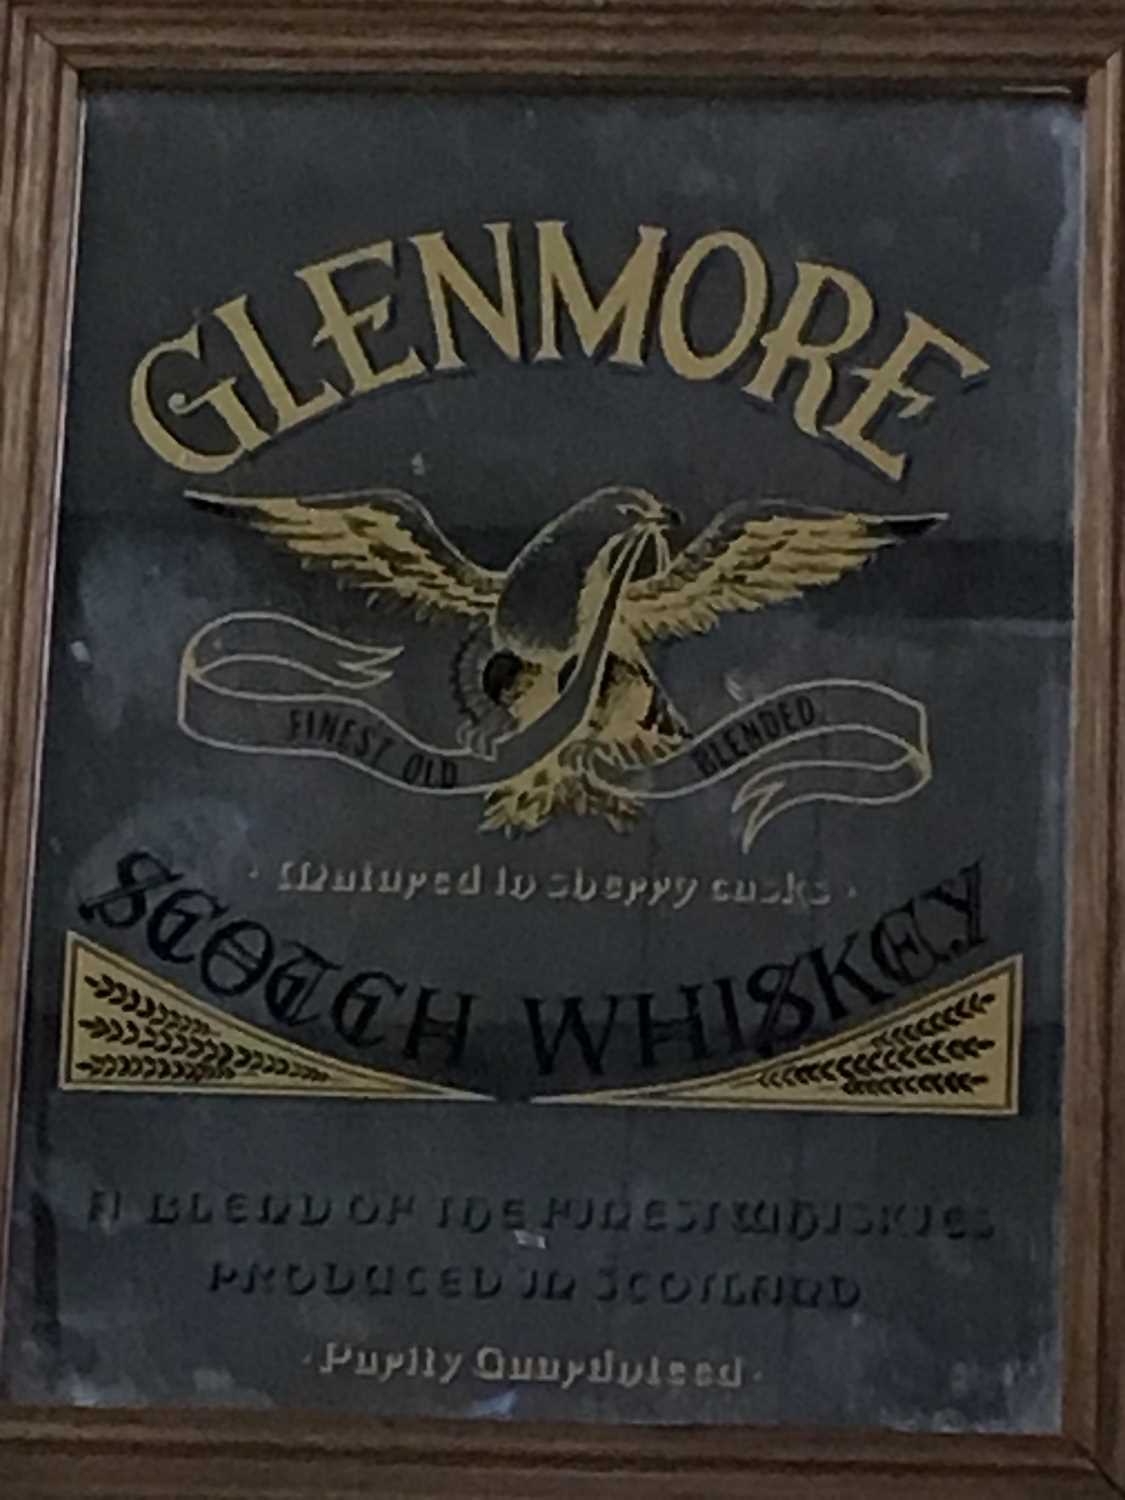 GLENMORE
FINEST OLD BLENDED
· Matured In sherry casks ·
SCOTCH WHISKEY
A BLEND OF THE FINEST WHISKIES
PRODUCED IN SCOTLAND
· Purity Guaranteed ·